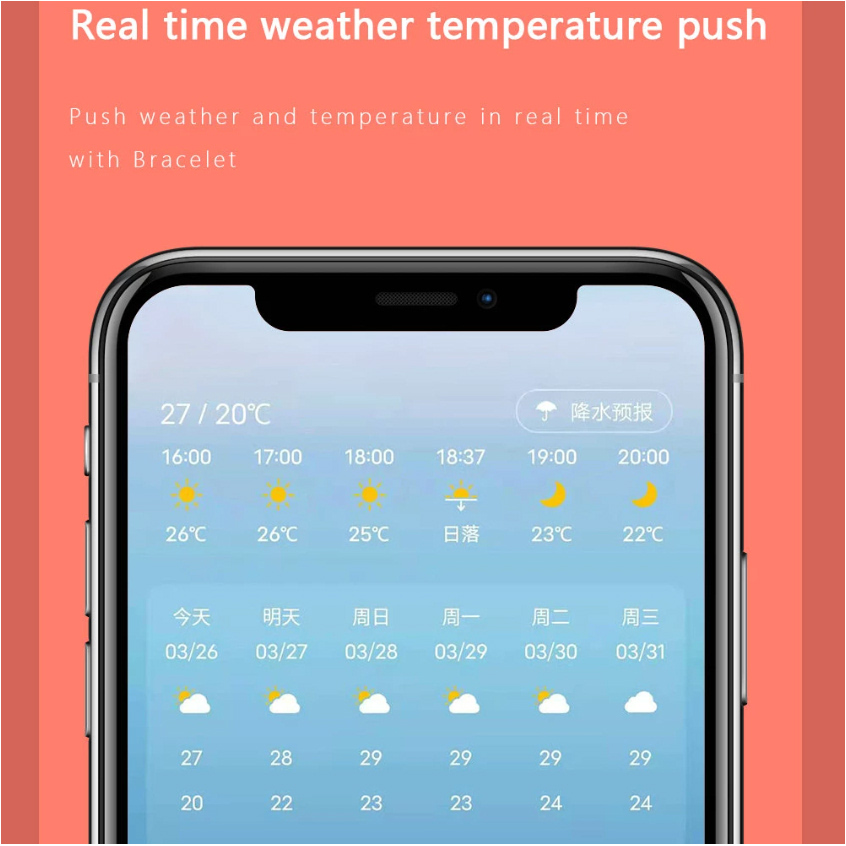 Real time weather temperature push
Push weather and temperature in real time
with Bracelet
27 / 20℃
降水预报
16:00 17:00 18:00 18:37 19:00 20:00
26℃ 26℃ 25℃ 日落 23℃ 22℃
今天 明天 周日 周一 周二 周三
03/26 03/27 03/28 03/29 03/30 03/31
27 28 29 29 29 29
20 22 23 23 24 24